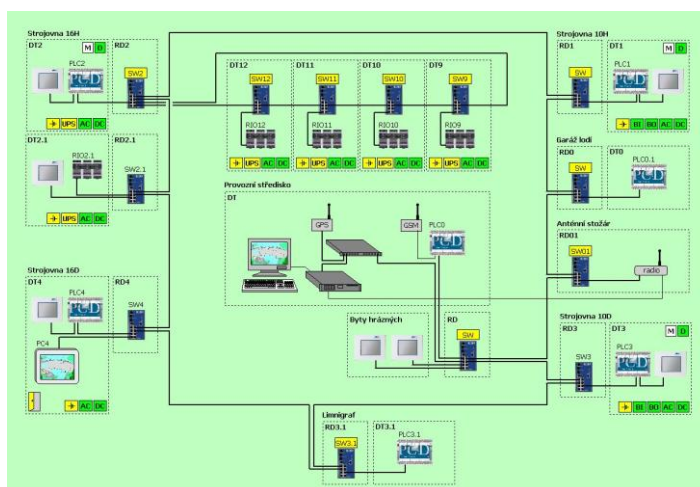 Strojovna 16H
DT2
RD2
M D
PLC2
SW2
UPS AC DC
DT2.1
RD2.1
RIO2.1
SW2.1
UPS AC DC
DT12
SW12
RIO12
UPS AC DC
DT11
SW11
RIO11
UPS AC DC
DT10
SW10
RIO10
UPS AC DC
DT9
SW9
RIO9
UPS AC DC
Strojovna 10H
RD1
DT1
M D
SW
PLC1
BI BO AC DC
Garáž lodí
RD0
DT0
SW
PLC0.1
Anténní stožár
RD01
SW01
radio
Provozní středisko
DT
GPS
GSM
PLC0
Strojovna 16D
DT4
RD4
PLC4
SW4
PC4
AC DC
Byty hrázných
RD
SW
Strojovna 10D
RD3
DT3
M D
SW3
PLC3
BI BO AC DC
Limnigraf
RD3.1
DT3.1
SW3.1
PLC3.1